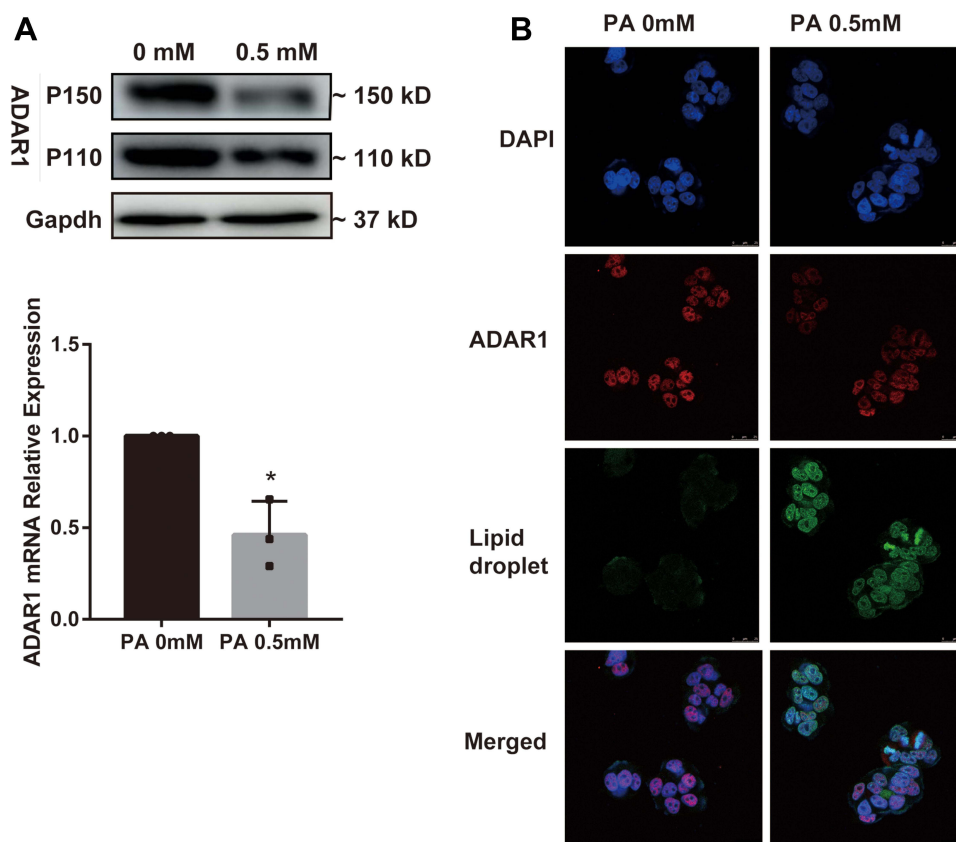 A
0 mM 0.5 mM
ADAR1
P150 ~ 150 kD
P110 ~ 110 kD
Gapdh ~ 37 kD
ADAR1 mRNA Relative Expression
1.5
1.0
0.5
0.0
*
PA 0mM PA 0.5mM
B
PA 0mM PA 0.5mM
DAPI
ADAR1
Lipid
droplet
Merged